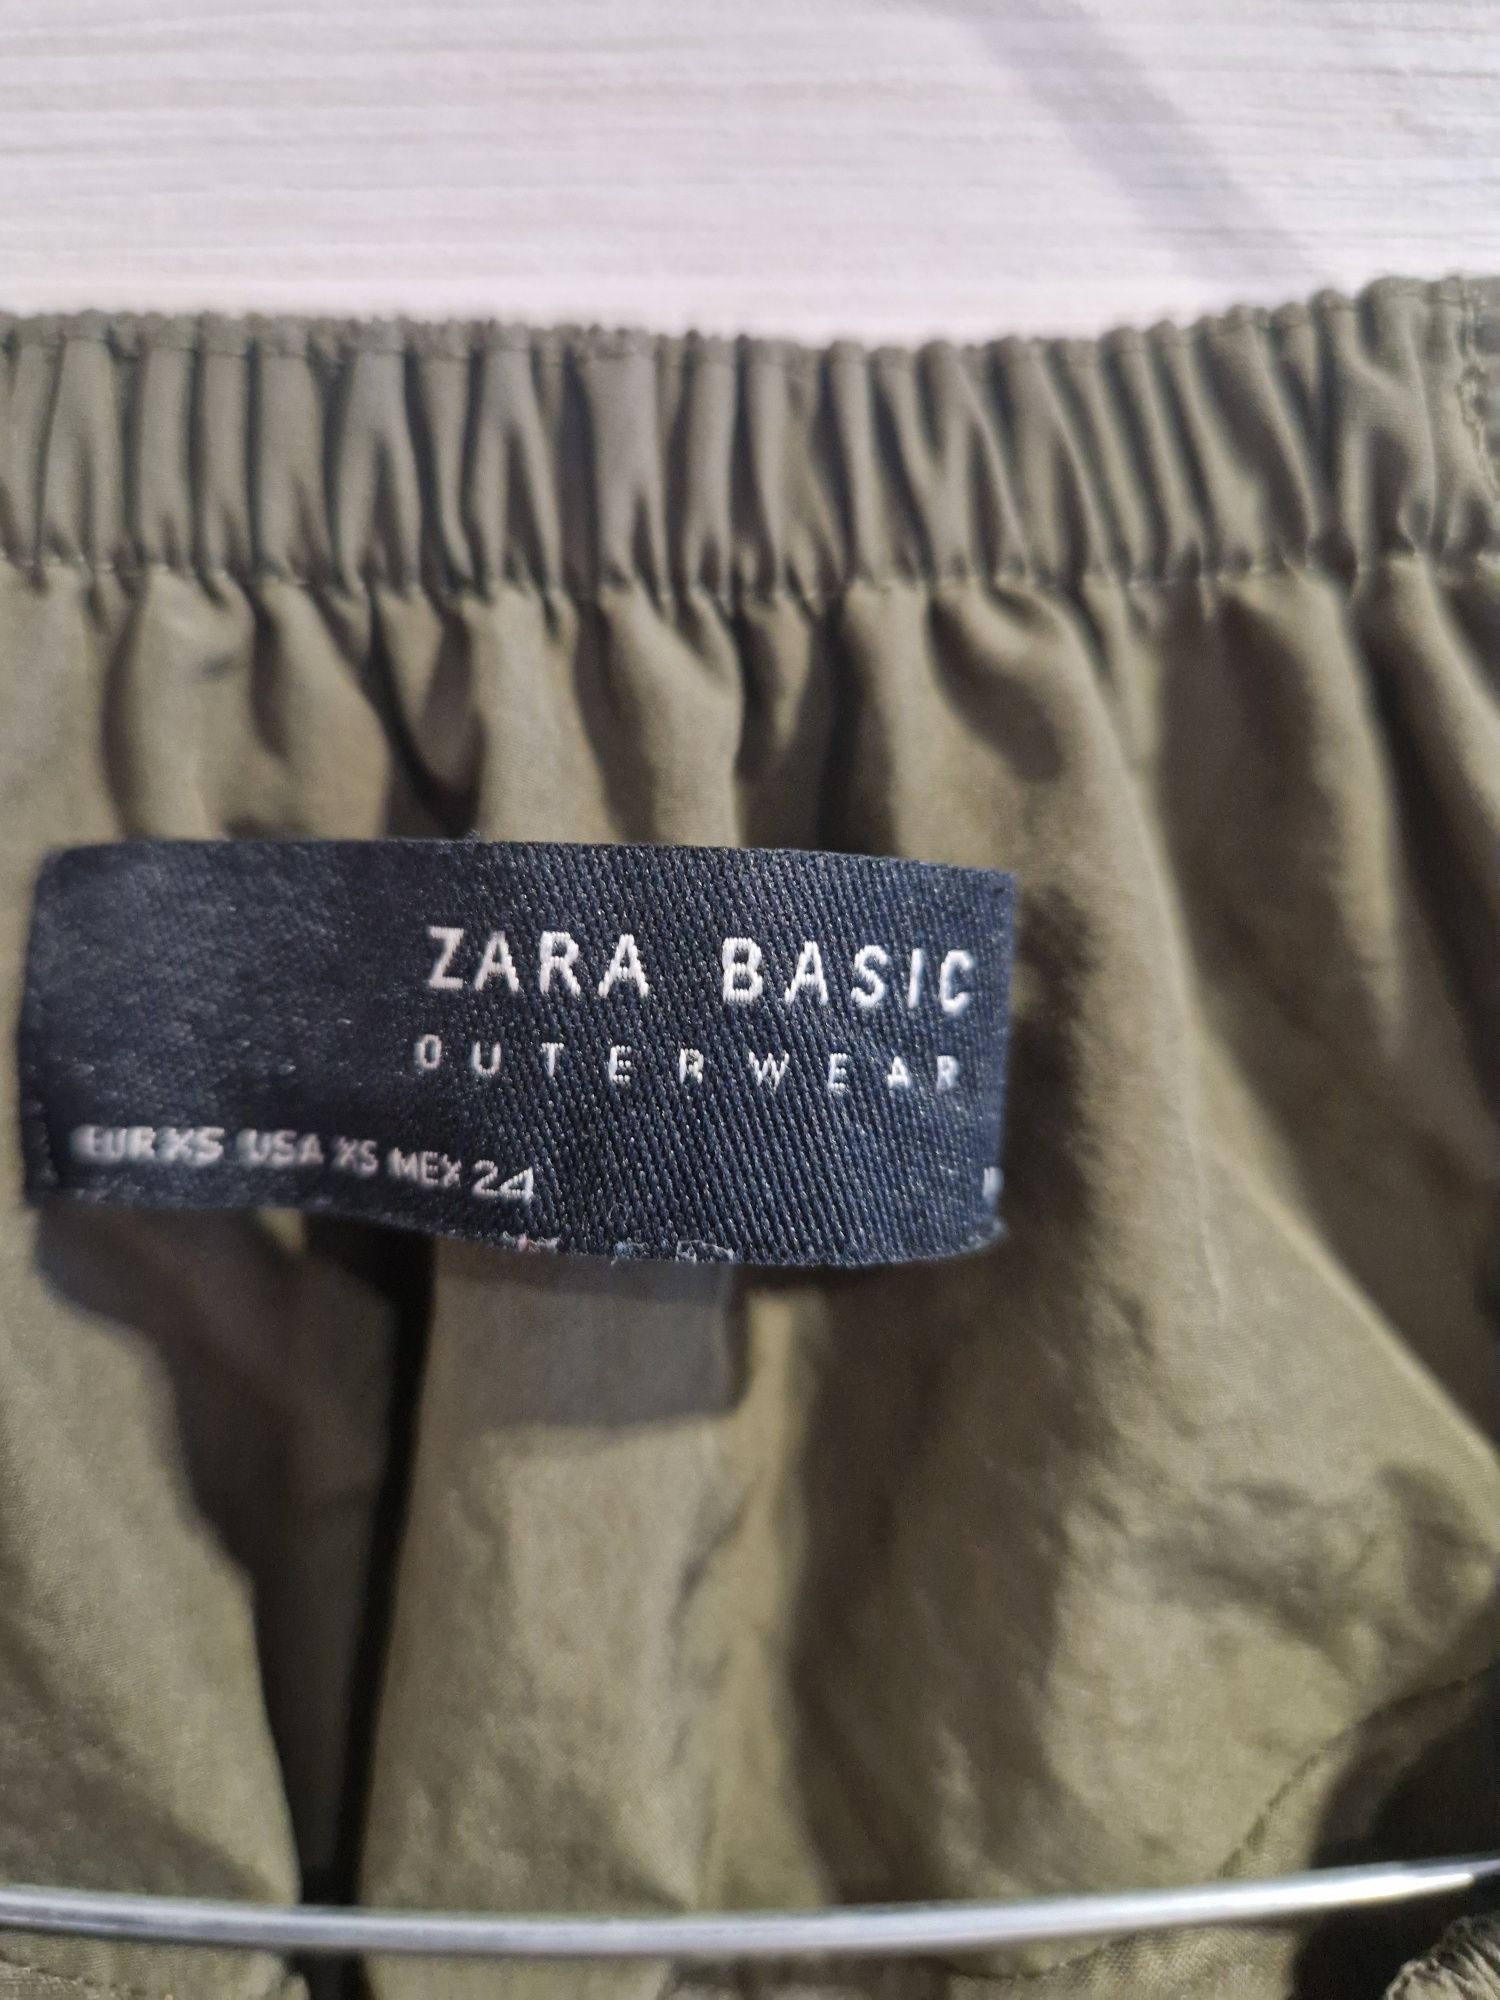 ZARA BASIC
OUTERWEAR
EUR XS USA XS MEX 24